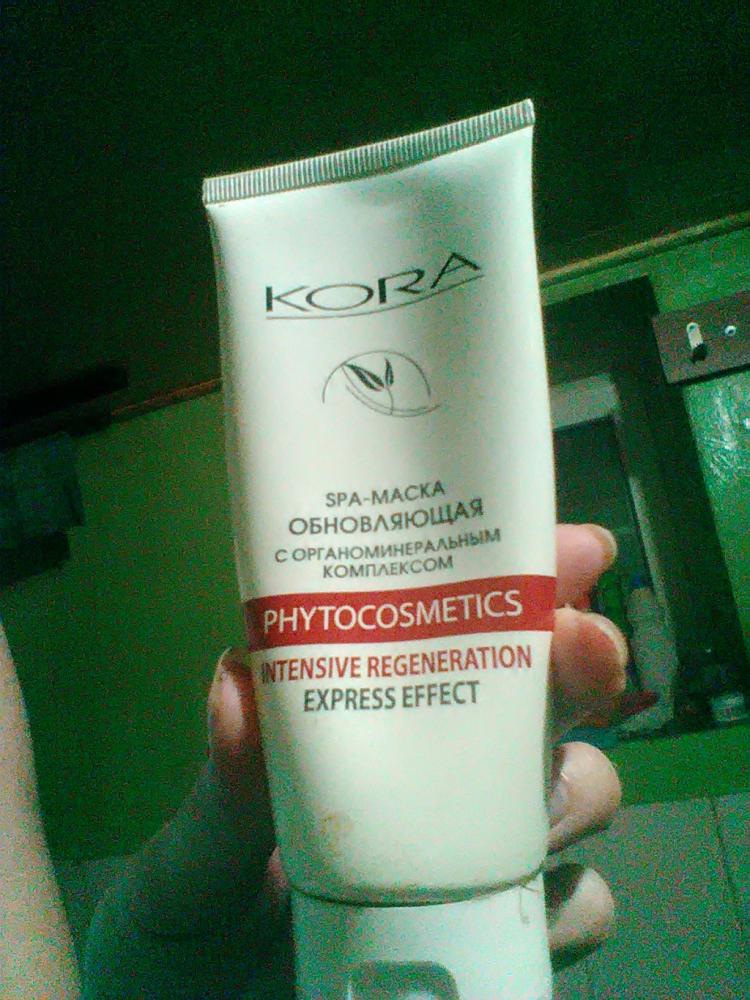 KORA
SPA-МАСКА
ОБНОВЛЯЮЩАЯ
С ОРГАНОМИНЕРАЛЬНЫМ
КОМПЛЕКСОМ
PHYTOCOSMETICS
INTENSIVE REGENERATION
EXPRESS EFFECT